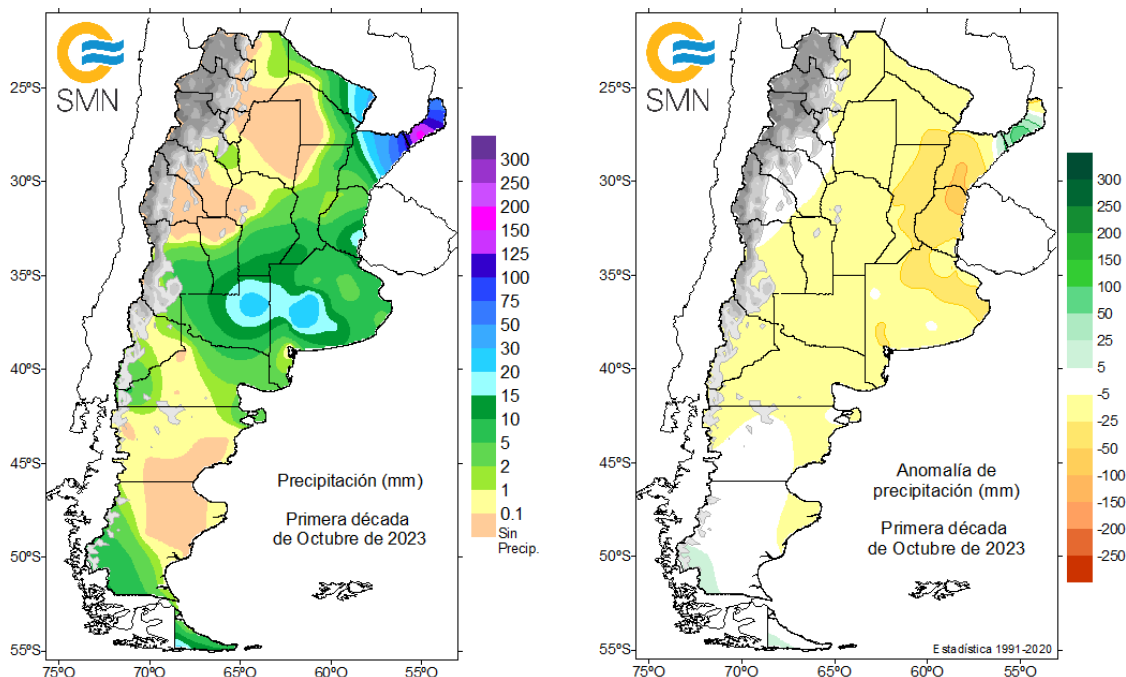 SMN
25ºS
30ºS
35ºS
40ºS
45ºS
50ºS
55ºS
75ºO
70ºO
65ºO
60ºO
55ºO
Precipitación (mm)
Primera década
de Octubre de 2023
300
250
200
150
125
100
75
50
30
20
15
10
5
2
1
0.1
Sin
Precip.
SMN
25ºS
30ºS
35ºS
40ºS
45ºS
50ºS
55ºS
75ºO
70ºO
65ºO
60ºO
55ºO
Anomalía de
precipitación (mm)
Primera década
de Octubre de 2023
Estadística 1991-2020
300
250
200
150
100
50
25
5
-5
-25
-50
-100
-150
-200
-250